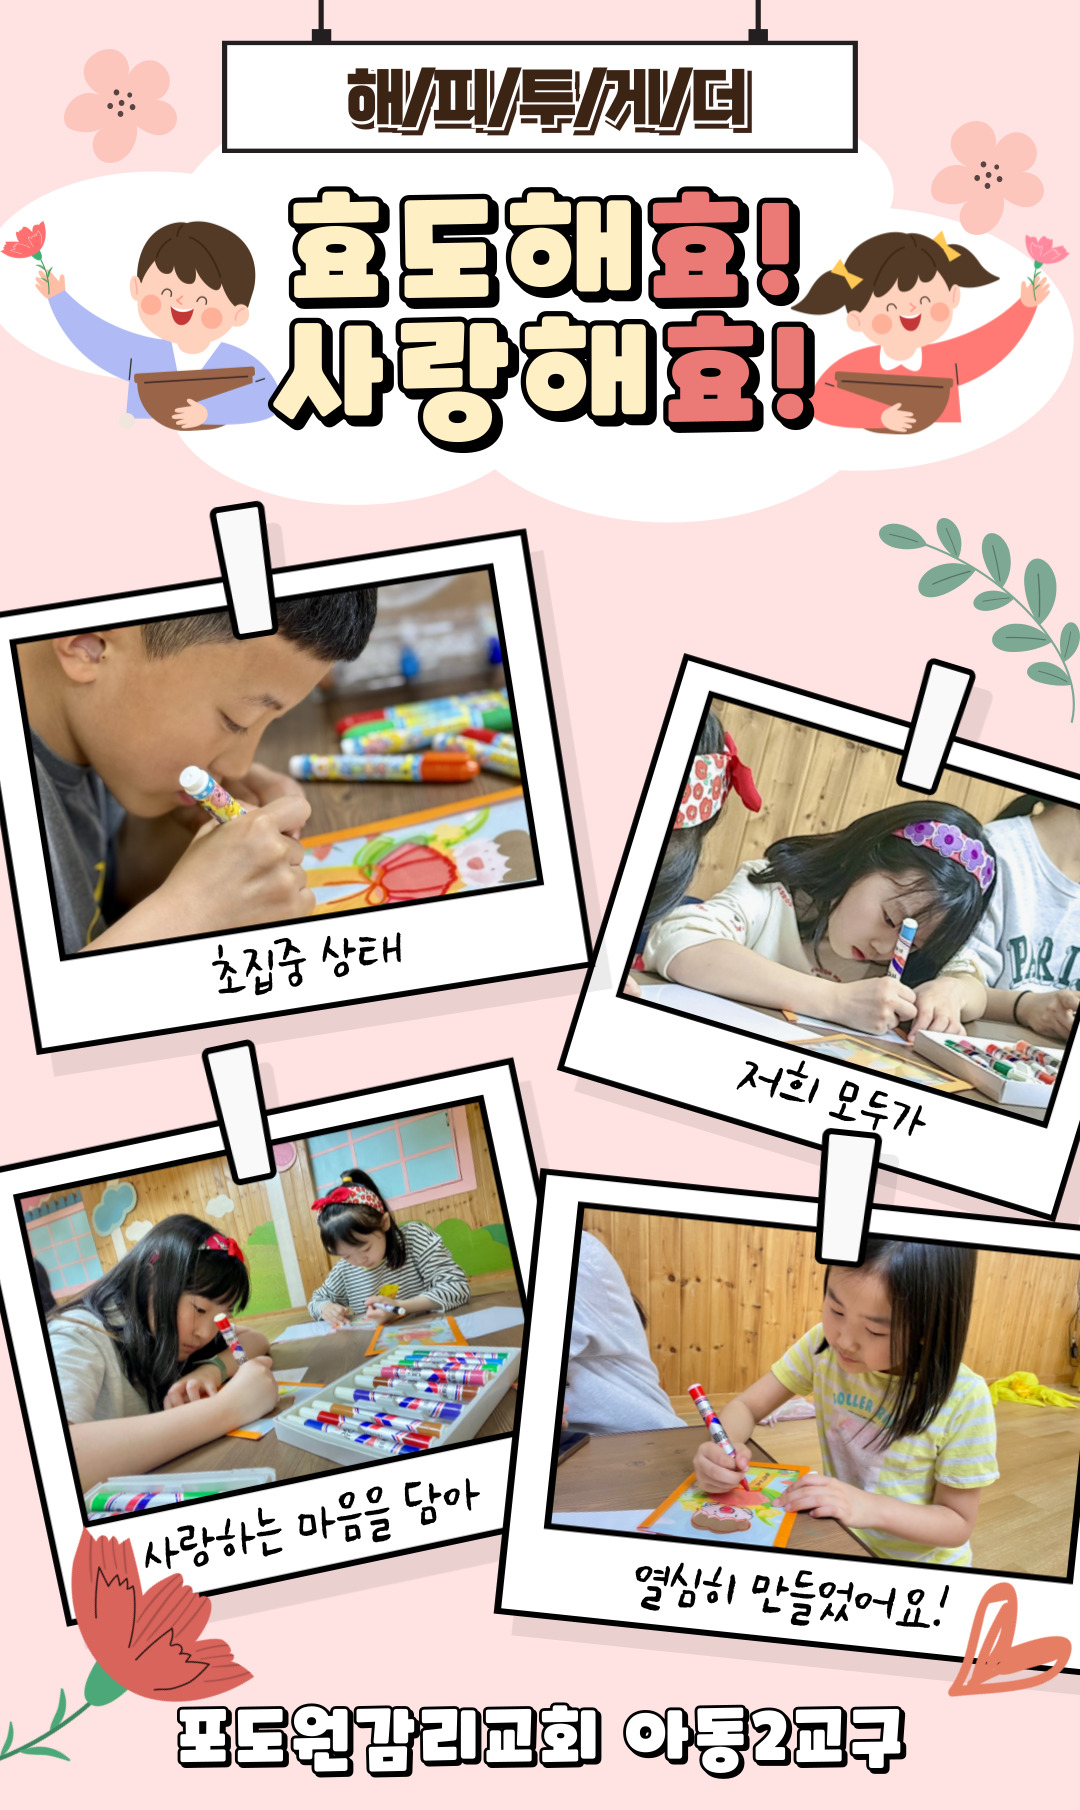 해/피/투/게/더
효도해효!
사랑해효!
초집중 상태
저희 모두가
PARI
사랑하는 마음을 담아
열심히 만들었어요!
포도원감리교회 아동2교구